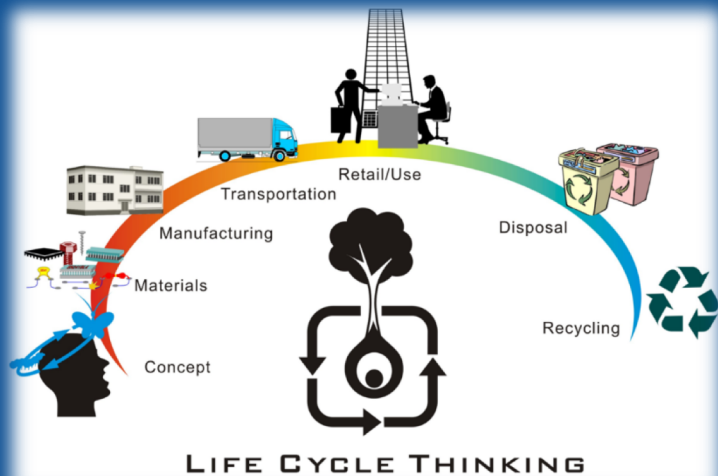 Concept
Materials
Manufacturing
Transportation
Retail/Use
Disposal
Recycling
LIFE CYCLE THINKING